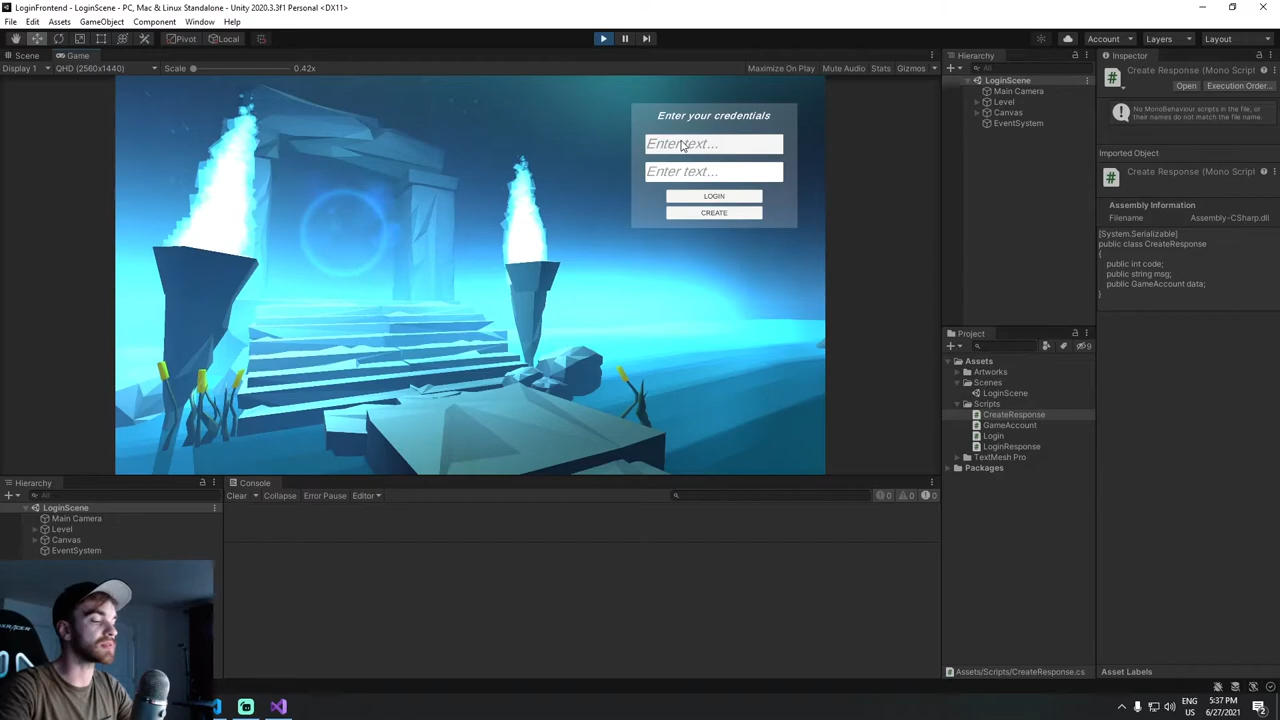 LoginFrontend - LoginScene - PC, Mac & Linux Standalone - Unity 2020.3.3f1 Personal <DX11>
File Edit Assets GameObject Component Window Help
Pivot Local Account Layers Layout
Scene Game Hierarchy Inspector
Display 1 QHD (2560x1440) Scale 0.42x Maximize On Play Mute Audio Stats Gizmos
All
Create Response (Mono Script
Open Execution Order...
LoginScene
Main Camera
Level
Canvas
EventSystem
No MonoBehaviour scripts in the file, or
their names do not match the file name.
Imported Object
Create Response (Mono Script
Assembly Information
Filename Assembly-CSharp.dll
[System.Serializable]
public class CreateResponse
{
public int code;
public string msg;
public GameAccount data;
}
Enter your credentials
Enter text...
Enter text...
LOGIN
CREATE
Project
9
Assets
Artworks
Scenes
LoginScene
Scripts
CreateResponse
GameAccount
Login
LoginResponse
TextMesh Pro
Packages
Hierarchy
All
LoginScene
Main Camera
Level
Canvas
EventSystem
Console
Clear Collapse Error Pause Editor 0 0 0
Assets/Scripts/CreateResponse.cs
Asset Labels
ENG
US
5:37 PM
6/27/2021
2